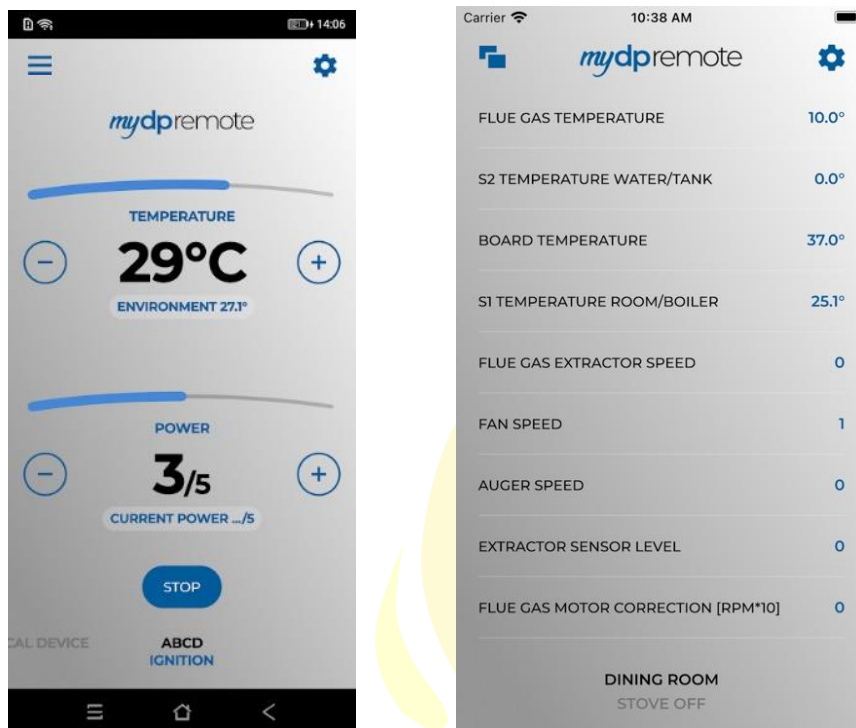 14:06
mydpremote
TEMPERATURE
29°C
ENVIRONMENT 27.1°
POWER
3/5
CURRENT POWER .../5
STOP
CAL DEVICE
ABCD
IGNITION
Carrier
10:38 AM
mydpremote
FLUE GAS TEMPERATURE 10.0°
S2 TEMPERATURE WATER/TANK 0.0°
BOARD TEMPERATURE 37.0°
S1 TEMPERATURE ROOM/BOILER 25.1°
FLUE GAS EXTRACTOR SPEED 0
FAN SPEED 1
AUGER SPEED 0
EXTRACTOR SENSOR LEVEL 0
FLUE GAS MOTOR CORRECTION [RPM*10] 0
DINING ROOM
STOVE OFF